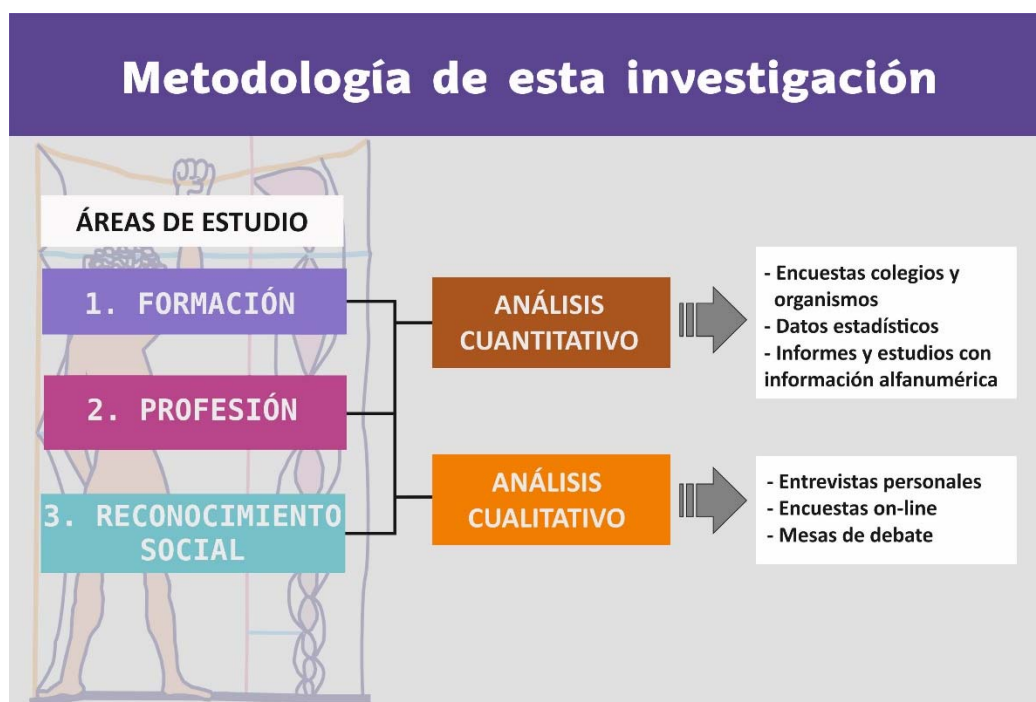 Metodología de esta investigación
ÁREAS DE ESTUDIO
1. FORMACIÓN
2. PROFESIÓN
3. RECONOCIMIENTO
SOCIAL
ANÁLISIS
CUANTITATIVO
- Encuestas colegios y
organismos
- Datos estadísticos
- Informes y estudios con
información alfanumérica
ANÁLISIS
CUALITATIVO
- Entrevistas personales
- Encuestas on-line
- Mesas de debate